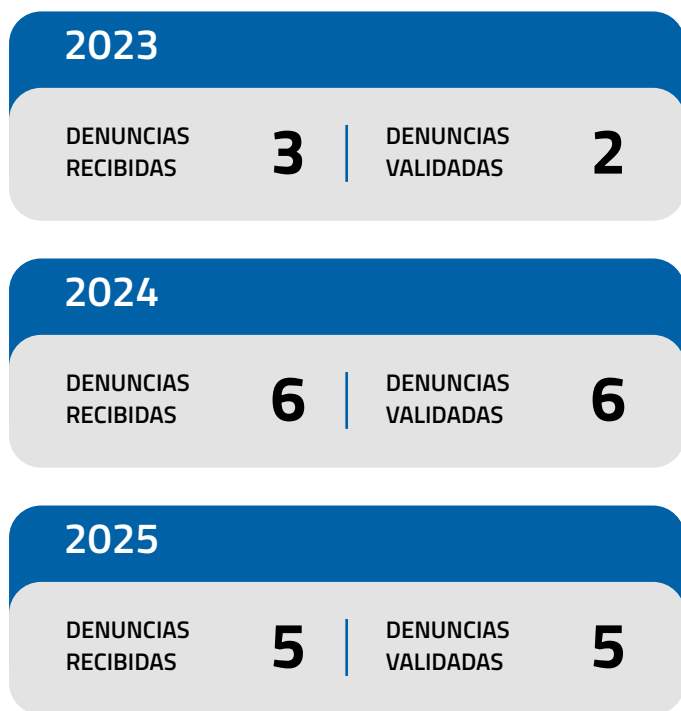 2023
DENUNCIAS
RECIBIDAS
3
DENUNCIAS
VALIDADAS
2
2024
DENUNCIAS
RECIBIDAS
6
DENUNCIAS
VALIDADAS
6
2025
DENUNCIAS
RECIBIDAS
5
DENUNCIAS
VALIDADAS
5